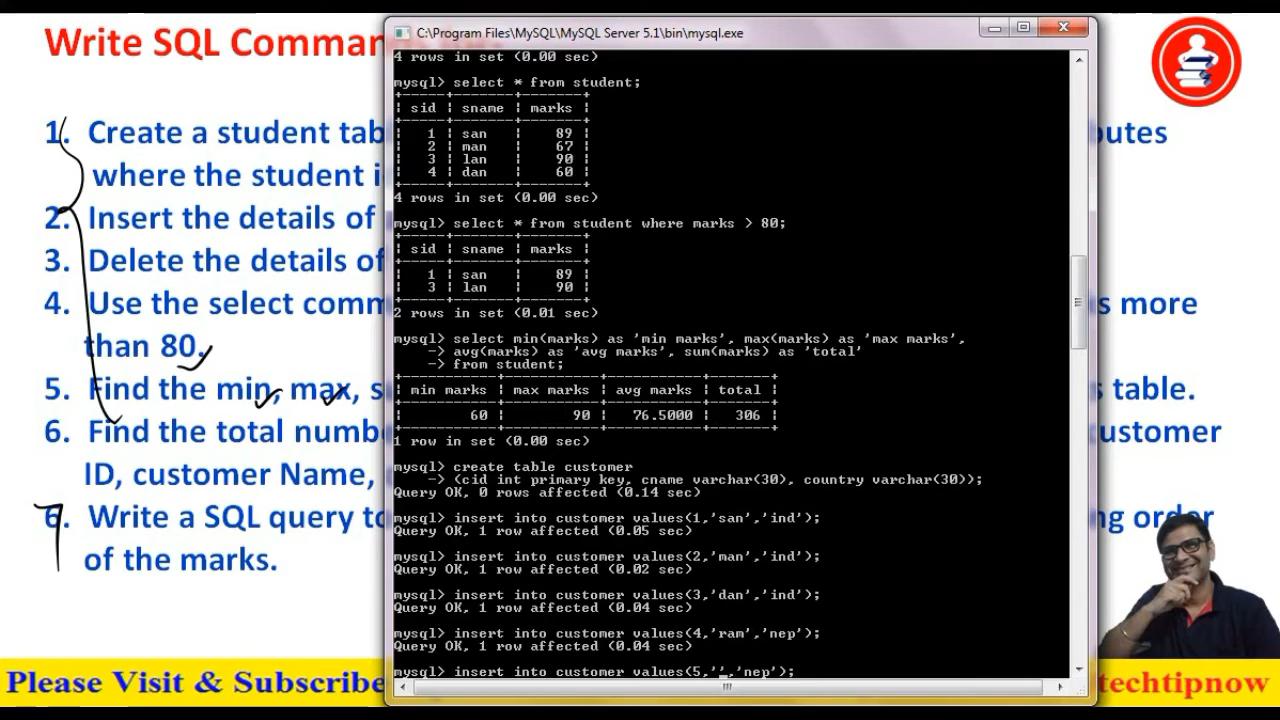 Write SQL Comman
1. Create a student tab
butes
where the student i
2. Insert the details of
3. Delete the details of
4. Use the select comm
s more
than 80.
5. Find the min, max, s
s table.
6. Find the total numbe
ustomer
ID, customer Name,
6. Write a SQL query to
ng order
of the marks.
7
C:\Program Files\MySQL\MySQL Server 5.1\bin\mysql.exe
4 rows in set (0.00 sec)
mysql> select * from student;
| sid | sname | marks |
| 1 | san | 89 |
| 2 | man | 67 |
| 3 | lan | 90 |
| 4 | dan | 60 |
4 rows in set (0.00 sec)
mysql> select * from student where marks > 80;
| sid | sname | marks |
| 1 | san | 89 |
| 3 | lan | 90 |
2 rows in set (0.01 sec)
mysql> select min(marks) as 'min marks', max(marks) as 'max marks',
-> avg(marks) as 'avg marks', sum(marks) as 'total'
-> from student;
| min marks | max marks | avg marks | total |
| 60 | 90 | 76.5000 | 306 |
1 row in set (0.00 sec)
mysql> create table customer
-> (cid int primary key, cname varchar(30), country varchar(30));
Query OK, 0 rows affected (0.14 sec)
mysql> insert into customer values(1,'san','ind');
Query OK, 1 row affected (0.05 sec)
mysql> insert into customer values(2,'man','ind');
Query OK, 1 row affected (0.02 sec)
mysql> insert into customer values(3,'dan','ind');
Query OK, 1 row affected (0.04 sec)
mysql> insert into customer values(4,'ram','nep');
Query OK, 1 row affected (0.04 sec)
mysql> insert into customer values(5,'','nep');
Please Visit & Subscribe
techtipnow